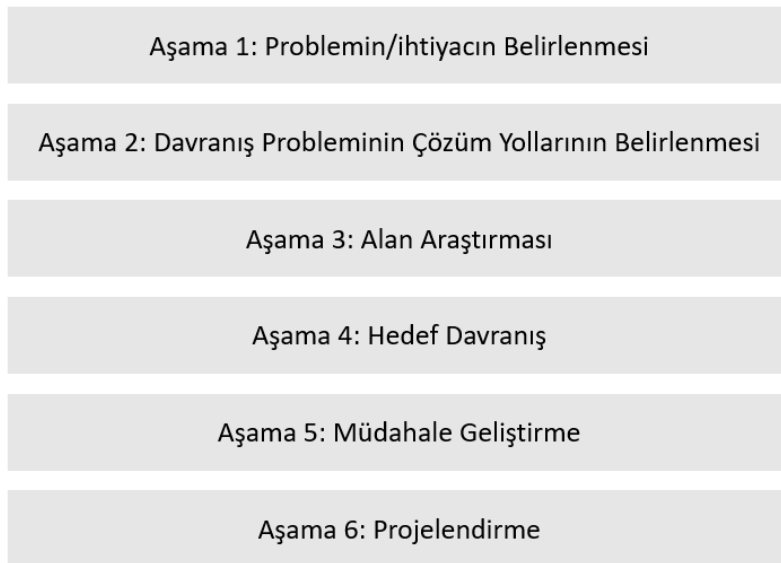 Aşama 1: Problemin/ihtiyacın Belirlenmesi
Aşama 2: Davranış Probleminin Çözüm Yollarının Belirlenmesi
Aşama 3: Alan Araştırması
Aşama 4: Hedef Davranış
Aşama 5: Müdahale Geliştirme
Aşama 6: Projelendirme